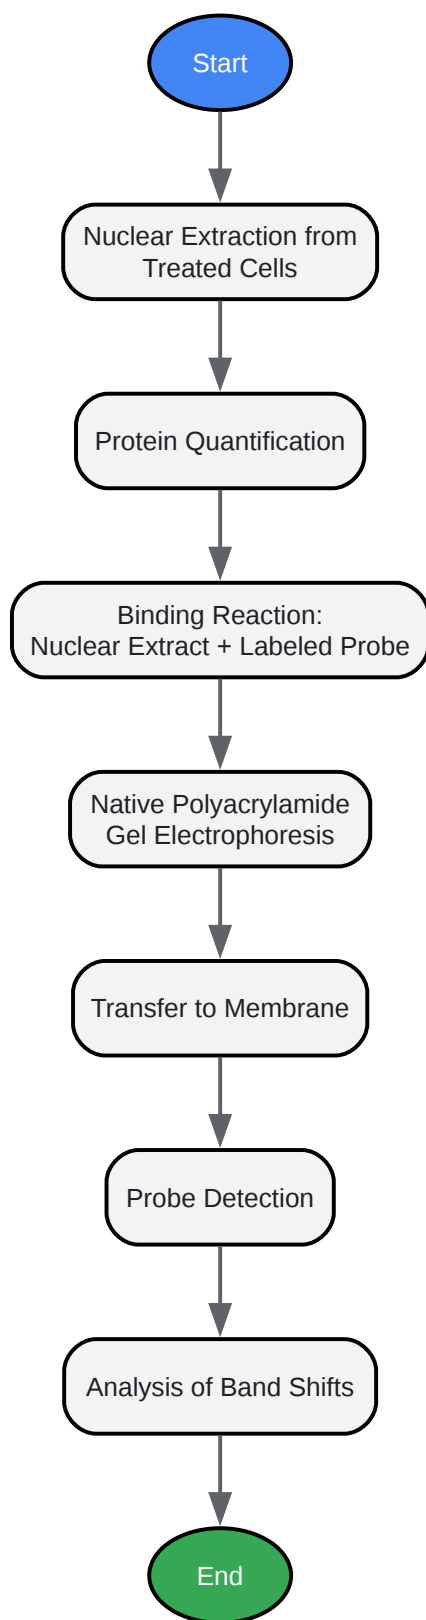 Start
Nuclear Extraction from
Treated Cells
Protein Quantification
Binding Reaction:
Nuclear Extract + Labeled Probe
Native Polyacrylamide
Gel Electrophoresis
Transfer to Membrane
Probe Detection
Analysis of Band Shifts
End